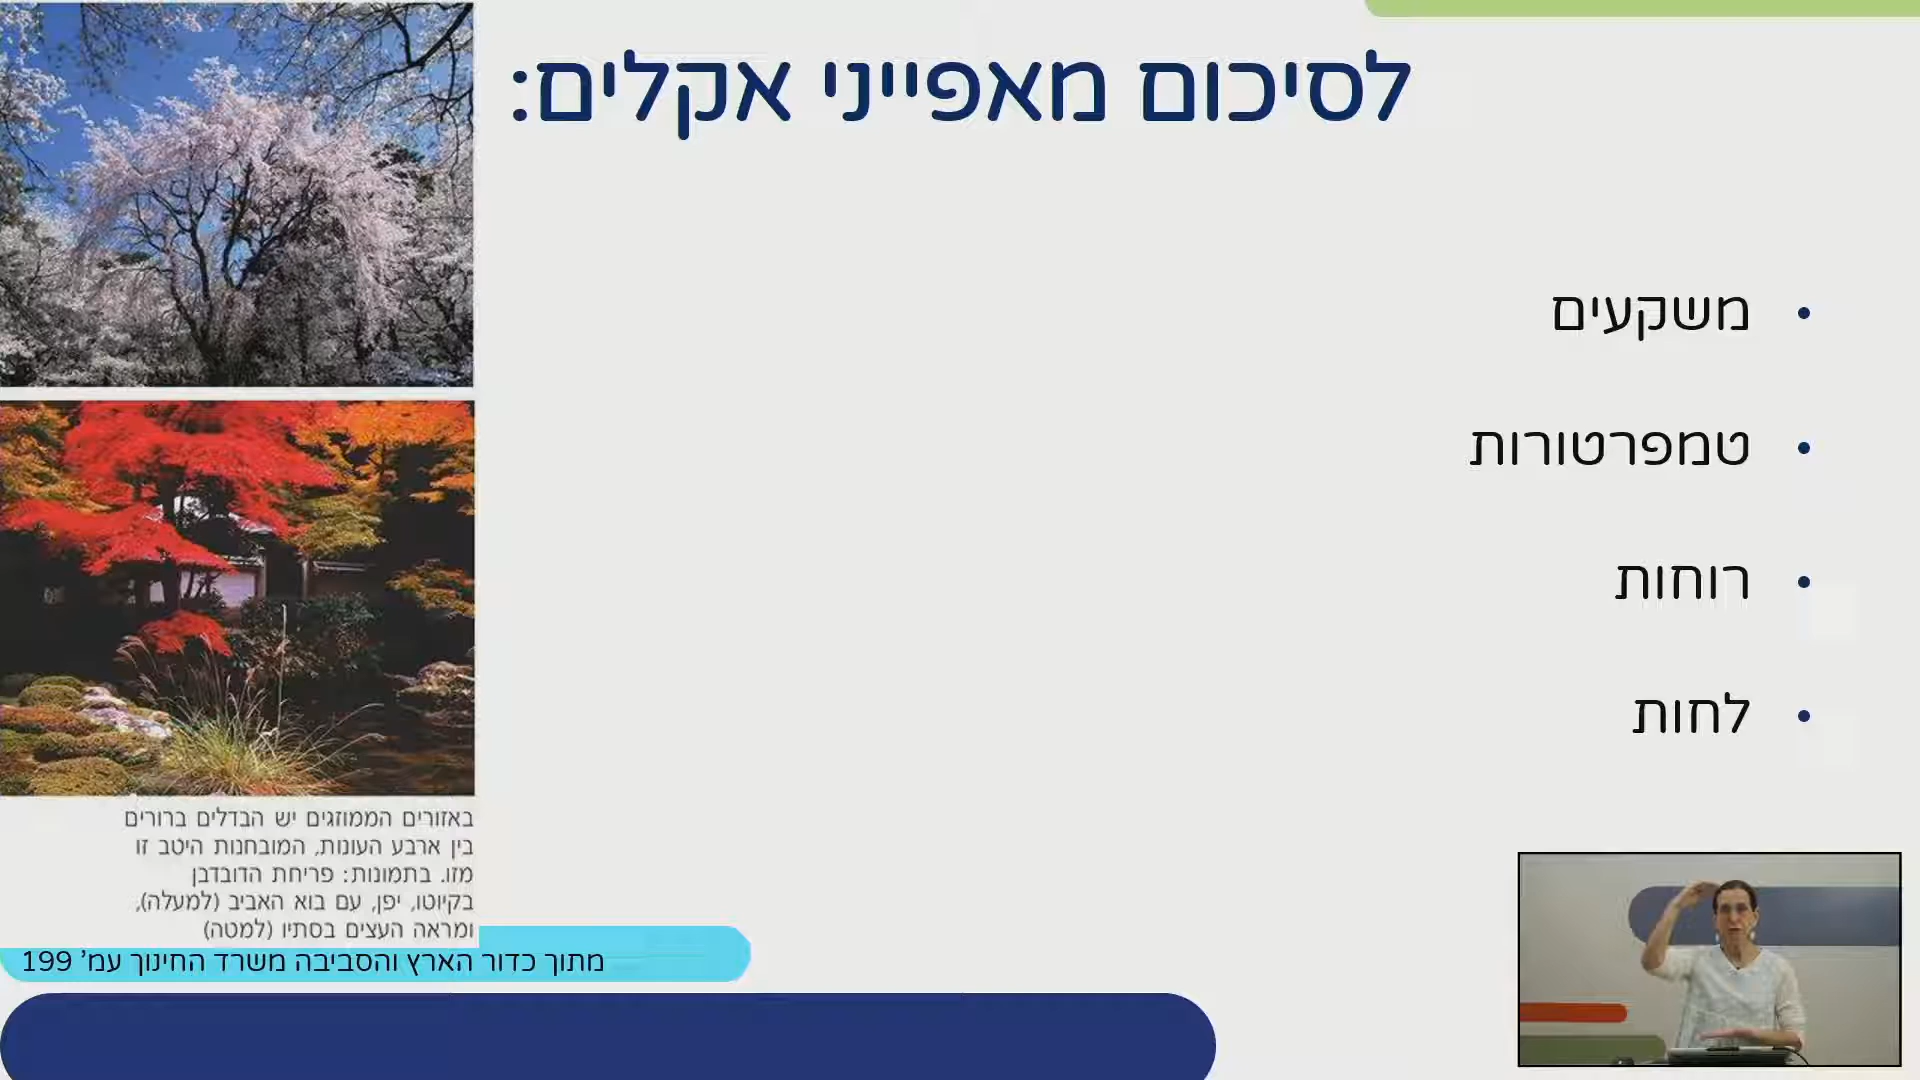 לסיכום מאפייני אקלים:
• משקעים
• טמפרטורות
• רוחות
• לחות
באזורים הממוזגים יש הבדלים ברורים
בין ארבע העונות, המובחנות היטב זו
מזו. בתמונות: פריחת הדובדבן
בקיוטו, יפן, עם בוא האביב (למעלה),
ומראה העצים בסתיו (למטה)
מתוך כדור הארץ והסביבה משרד החינוך עמ' 199